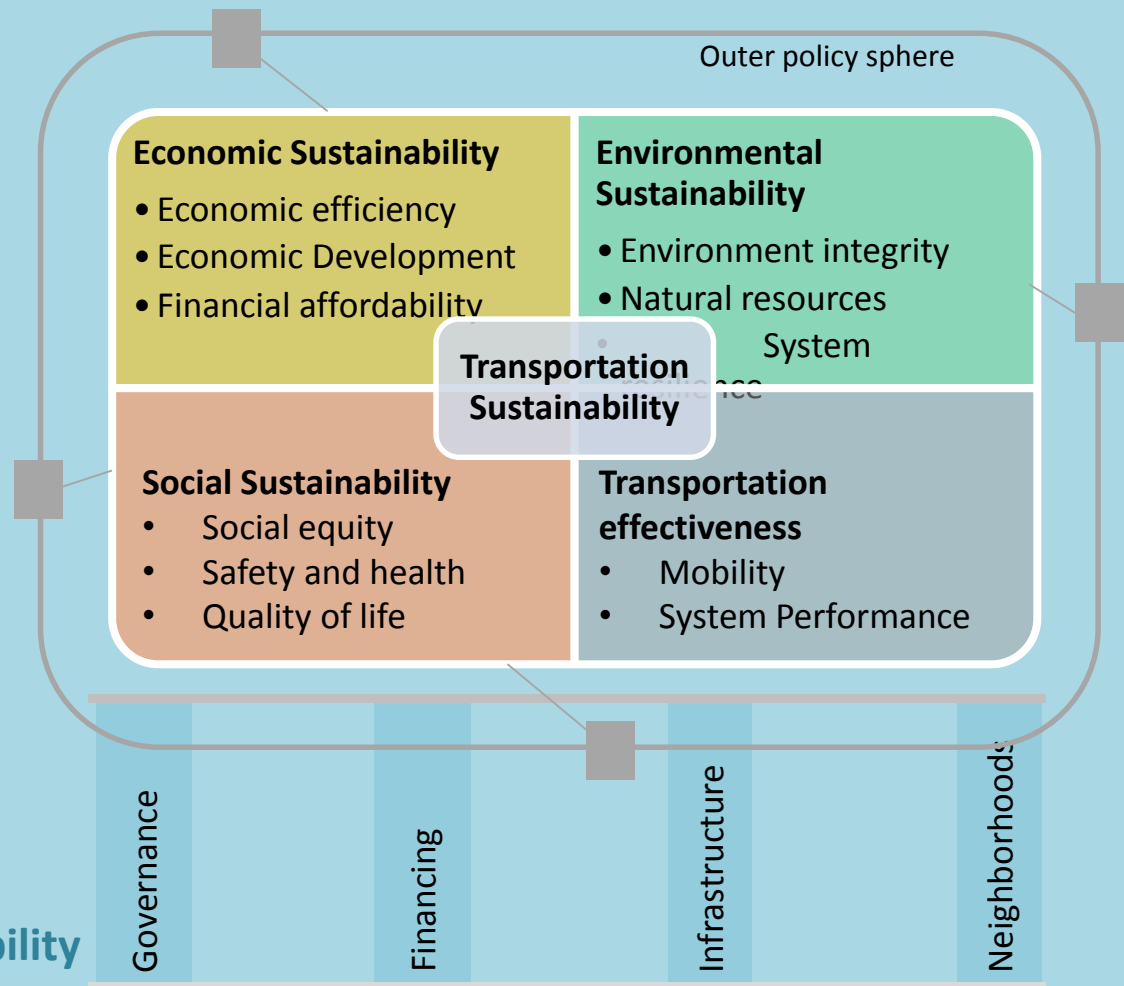 Outer policy sphere
Economic Sustainability
• Economic efficiency
• Economic Development
• Financial affordability
Environmental
Sustainability
• Environment integrity
• Natural resources
• System
resilience
Transportation
Sustainability
Social Sustainability
• Social equity
• Safety and health
• Quality of life
Transportation
effectiveness
• Mobility
• System Performance
Governance
Financing
Infrastructure
Neighborhoods
bility